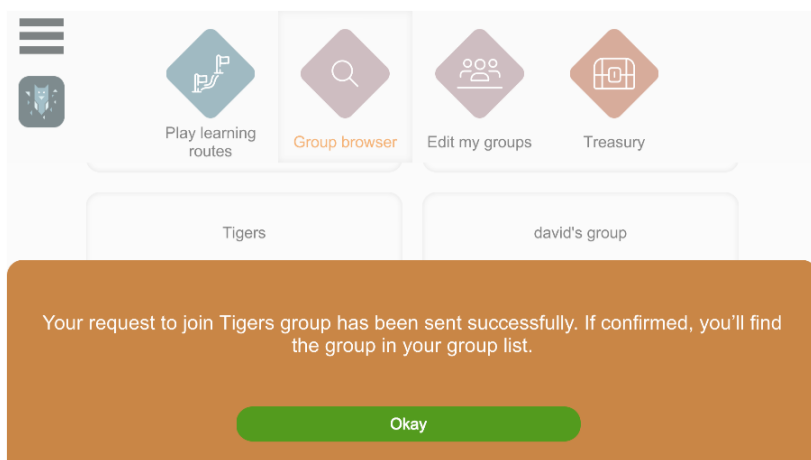 Play learning
routes
Group browser
Edit my groups
Treasury
Tigers
david's group
Your request to join Tigers group has been sent successfully. If confirmed, you’ll find
the group in your group list.
Okay